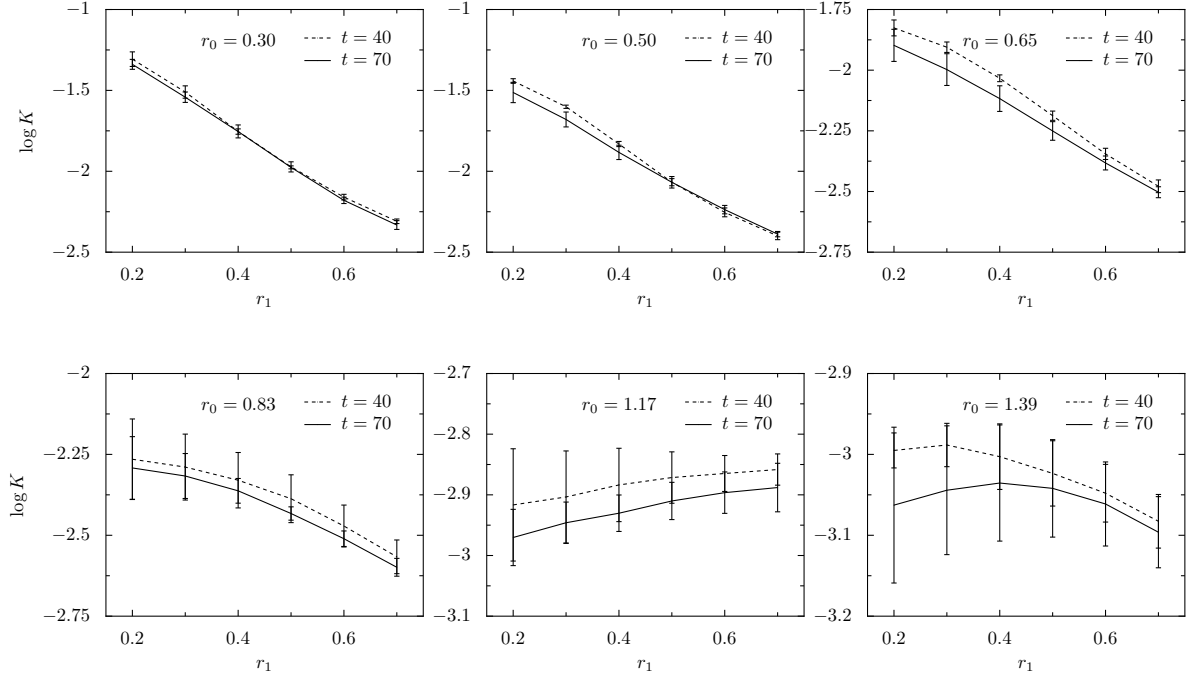 −1
r₀ = 0.30
t = 40
t = 70
−1.5
−2
−2.5
log K
0.2 0.4 0.6
r₁
−1
r₀ = 0.50
t = 40
t = 70
−1.5
−2
−2.5
0.2 0.4 0.6
r₁
−1.75
r₀ = 0.65
t = 40
t = 70
−2
−2.25
−2.5
−2.75
0.2 0.4 0.6
r₁
−2
r₀ = 0.83
t = 40
t = 70
−2.25
−2.5
−2.75
log K
0.2 0.4 0.6
r₁
−2.7
r₀ = 1.17
t = 40
t = 70
−2.8
−2.9
−3
−3.1
0.2 0.4 0.6
r₁
−2.9
r₀ = 1.39
t = 40
t = 70
−3
−3.1
−3.2
0.2 0.4 0.6
r₁